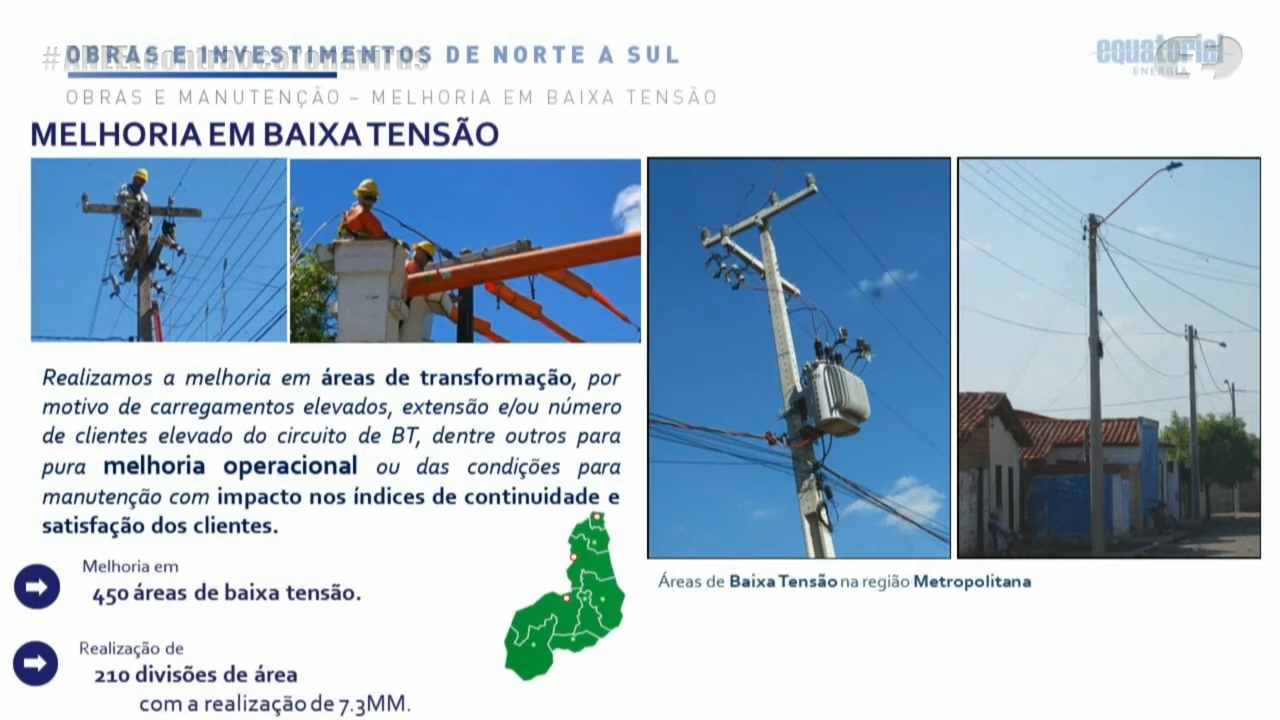 OBRAS E INVESTIMENTOS DE NORTE A SUL
#ANEELcontraocoronavirus
equatorial
ENERGIA
OBRAS E MANUTENÇÃO – MELHORIA EM BAIXA TENSÃO
MELHORIA EM BAIXA TENSÃO
Realizamos a melhoria em áreas de transformação, por
motivo de carregamentos elevados, extensão e/ou número
de clientes elevado do circuito de BT, dentre outros para
pura melhoria operacional ou das condições para
manutenção com impacto nos índices de continuidade e
satisfação dos clientes.
Melhoria em
450 áreas de baixa tensão.
Realização de
210 divisões de área
com a realização de 7.3MM.
Áreas de Baixa Tensão na região Metropolitana